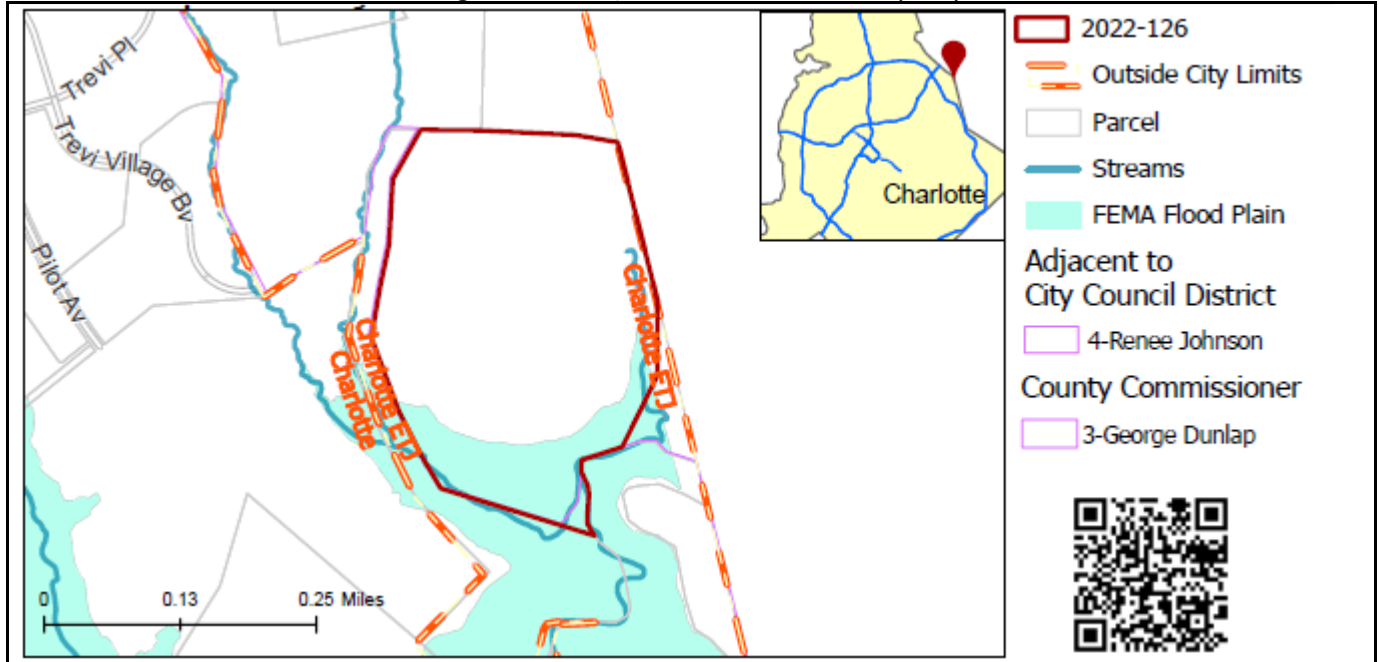 Trevi Pl
Trevi Village Bv
Pilot Av
Charlotte ETJ
Charlotte
Charlotte ETJ
0 0.13 0.25 Miles
Charlotte
2022-126
Outside City Limits
Parcel
Streams
FEMA Flood Plain
Adjacent to
City Council District
4-Renee Johnson
County Commissioner
3-George Dunlap